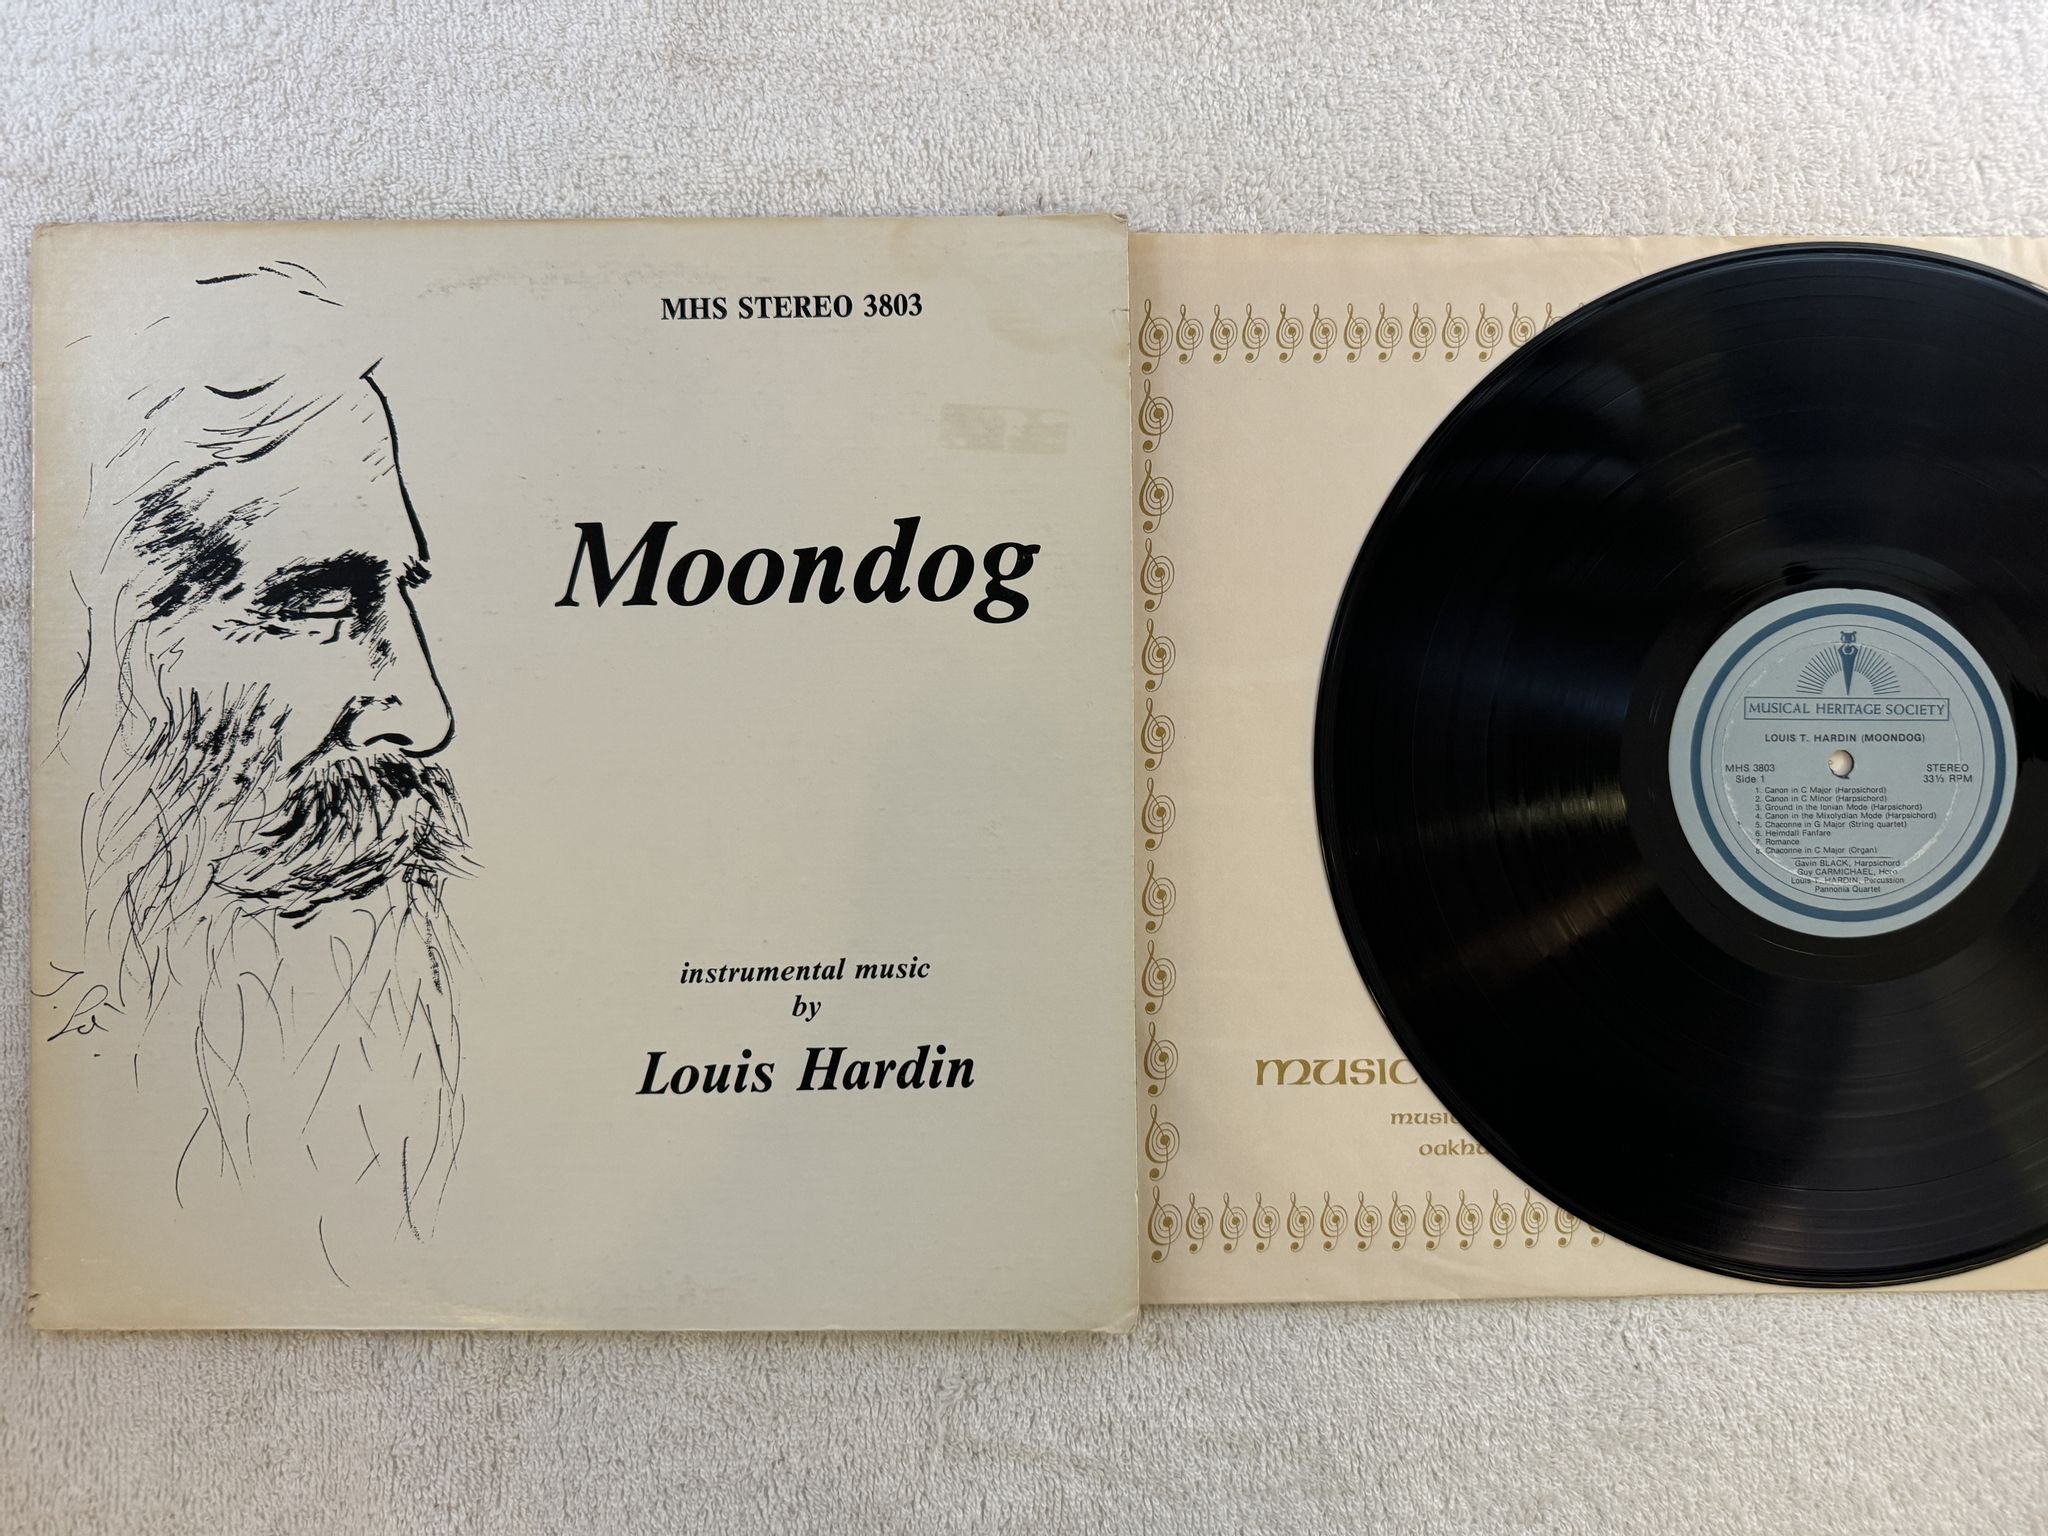 MHS STEREO 3803
Moondog
instrumental music
by
Louis Hardin
MUSIC
MUSIC
MUSICAL HERITAGE SOCIETY
LOUIS T. HARDIN (MOONDOG)
MHS 3803 STEREO
Side 1 33⅓ RPM
1. Canon in C Major (Harpsichord)
2. Canon in C Minor (Harpsichord)
3. Ground in the Ionian Mode (Harpsichord)
4. Canon in the Mixolydian Mode (Harpsichord)
5. Chaconne in G Major (String quartet)
6. Heimdall Fanfare
7. Romance
8. Chaconne in C Major (Organ)
Gavin BLACK, Harpsichord
Guy CARMICHAEL, Horn
Louis T. HARDIN, Percussion
Pannonia Quartet